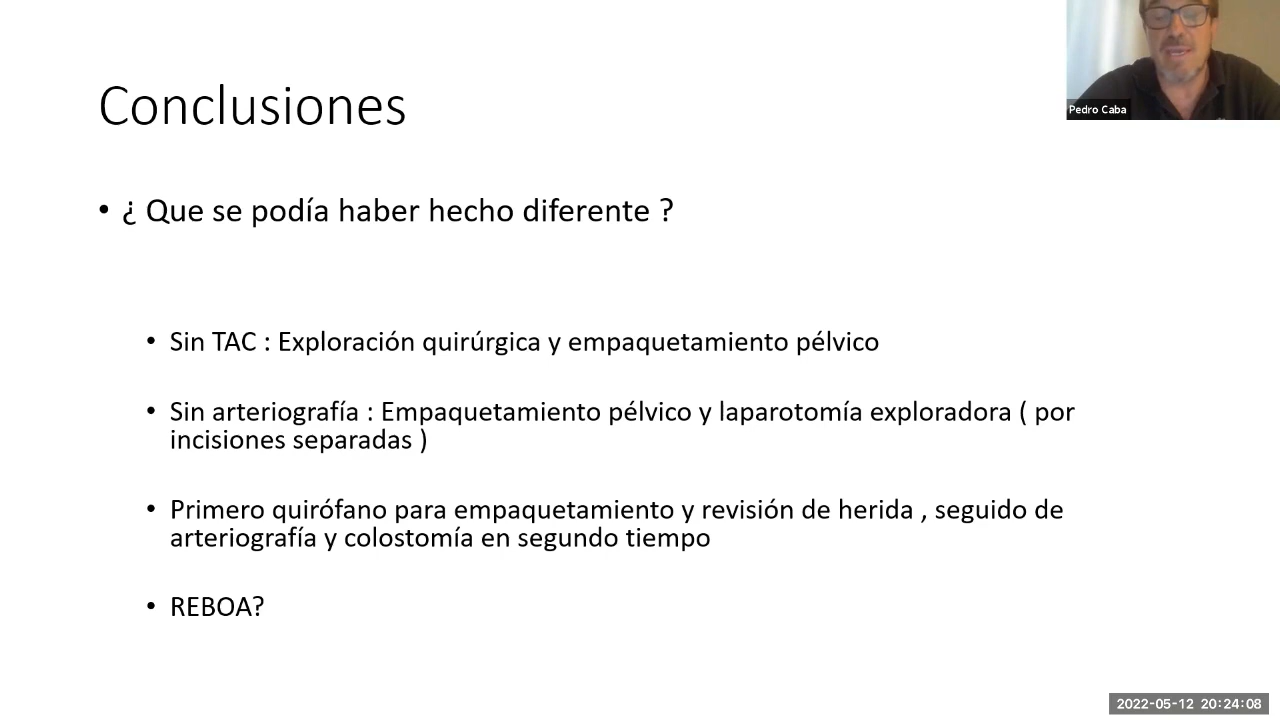 Conclusiones
Pedro Caba
• ¿ Que se podía haber hecho diferente ?
• Sin TAC : Exploración quirúrgica y empaquetamiento pélvico
• Sin arteriografía : Empaquetamiento pélvico y laparotomía exploradora ( por
incisiones separadas )
• Primero quirófano para empaquetamiento y revisión de herida , seguido de
arteriografía y colostomía en segundo tiempo
• REBOA?
2022-05-12 20:24:08